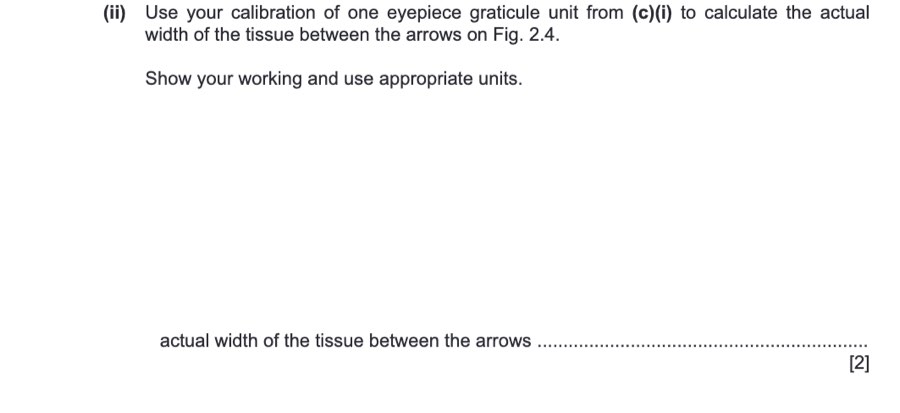 (ii) Use your calibration of one eyepiece graticule unit from (c)(i) to calculate the actual
width of the tissue between the arrows on Fig. 2.4.
Show your working and use appropriate units.
actual width of the tissue between the arrows ................................................................
[2]